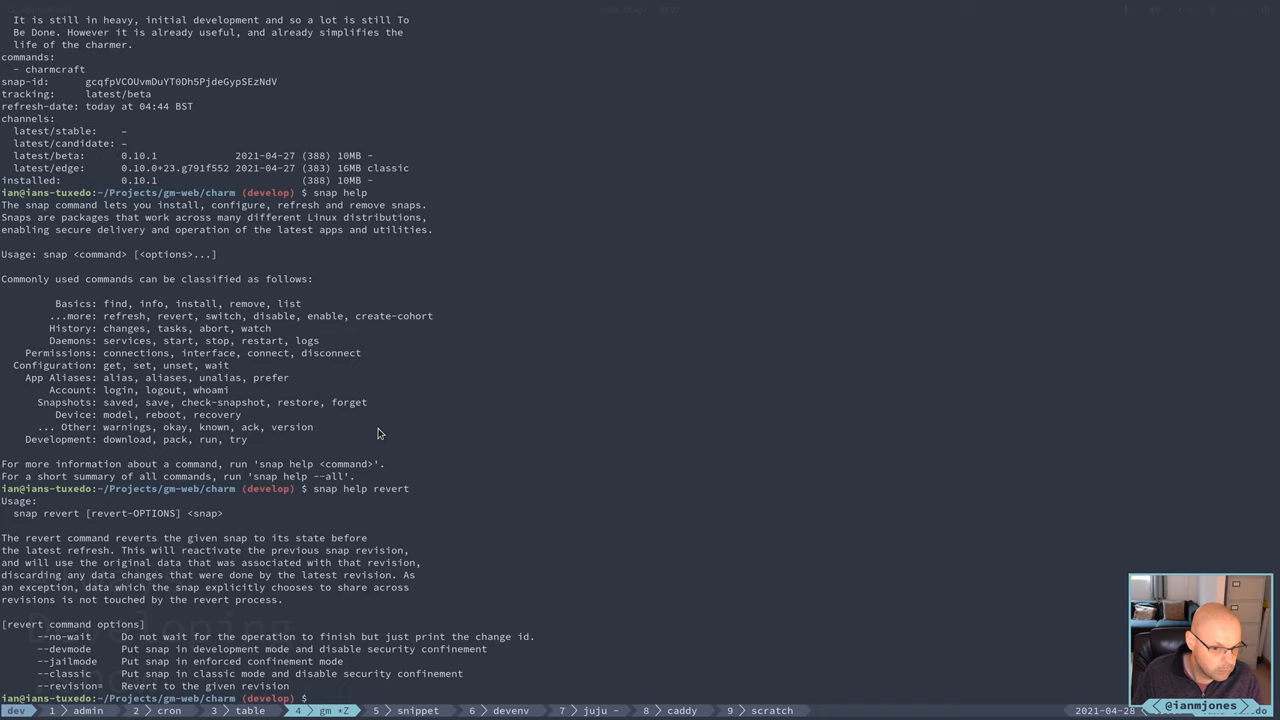 It is still in heavy, initial development and so a lot is still To
Be Done. However it is already useful, and already simplifies the
life of the charmer.
commands:
- charmcraft
snap-id:      gcqfpVCOUvmDuYT0Dh5PjdeGypSEzNdV
tracking:     latest/beta
refresh-date: today at 04:44 BST
channels:
latest/stable:    –
latest/candidate: –
latest/beta:      0.10.1             2021-04-27 (388) 10MB -
latest/edge:      0.10.0+23.g791f552 2021-04-27 (383) 16MB classic
installed:          0.10.1                        (388) 10MB -
ian@ians-tuxedo:~/Projects/gm-web/charm (develop) $ snap help
The snap command lets you install, configure, refresh and remove snaps.
Snaps are packages that work across many different Linux distributions,
enabling secure delivery and operation of the latest apps and utilities.
Usage: snap <command> [<options>...]
Commonly used commands can be classified as follows:
Basics: find, info, install, remove, list
...more: refresh, revert, switch, disable, enable, create-cohort
History: changes, tasks, abort, watch
Daemons: services, start, stop, restart, logs
Permissions: connections, interface, connect, disconnect
Configuration: get, set, unset, wait
App Aliases: alias, aliases, unalias, prefer
Account: login, logout, whoami
Snapshots: saved, save, check-snapshot, restore, forget
Device: model, reboot, recovery
... Other: warnings, okay, known, ack, version
Development: download, pack, run, try
For more information about a command, run 'snap help <command>'.
For a short summary of all commands, run 'snap help --all'.
ian@ians-tuxedo:~/Projects/gm-web/charm (develop) $ snap help revert
Usage:
snap revert [revert-OPTIONS] <snap>
The revert command reverts the given snap to its state before
the latest refresh. This will reactivate the previous snap revision,
and will use the original data that was associated with that revision,
discarding any data changes that were done by the latest revision. As
an exception, data which the snap explicitly chooses to share across
revisions is not touched by the revert process.
[revert command options]
--no-wait     Do not wait for the operation to finish but just print the change id.
--devmode     Put snap in development mode and disable security confinement
--jailmode    Put snap in enforced confinement mode
--classic     Put snap in classic mode and disable security confinement
--revision=   Revert to the given revision
ian@ians-tuxedo:~/Projects/gm-web/charm (develop) $
dev 1 admin 2 cron 3 table 4 gm *Z 5 snippet 6 devenv 7 juju - 8 caddy 9 scratch 2021-04-28
@ianmjones